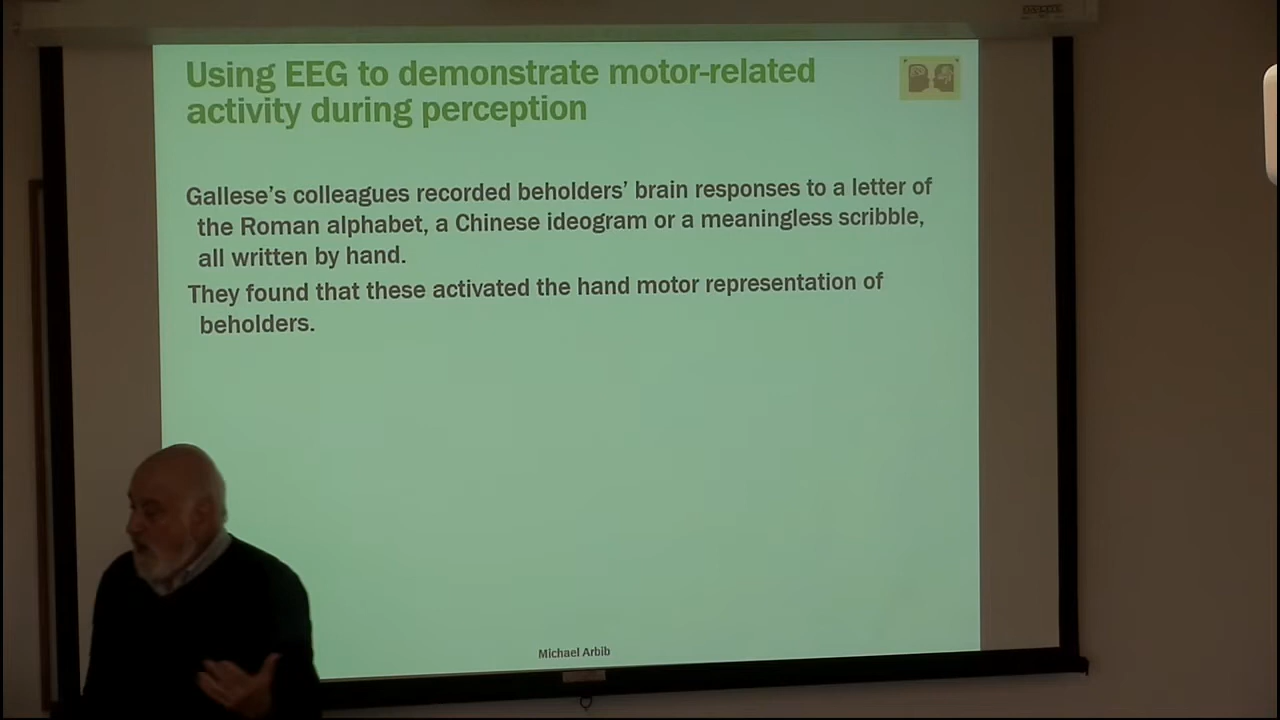 Using EEG to demonstrate motor-related
activity during perception
Gallese's colleagues recorded beholders' brain responses to a letter of
the Roman alphabet, a Chinese ideogram or a meaningless scribble,
all written by hand.
They found that these activated the hand motor representation of
beholders.
Michael Arbib